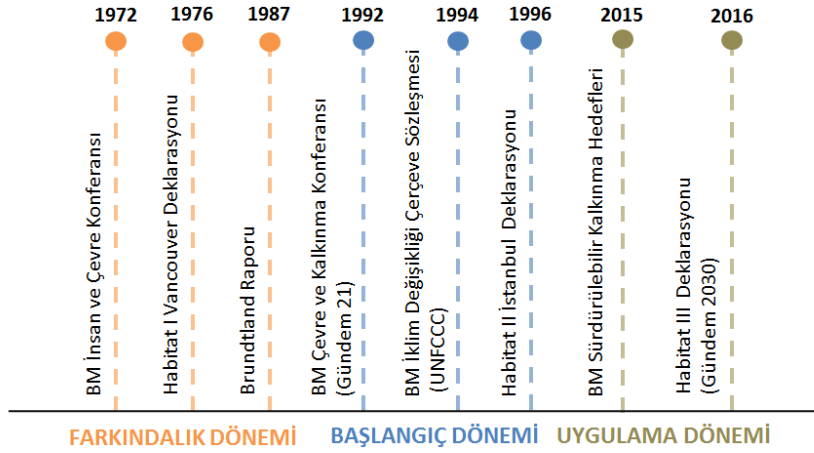 1972
1976
1987
1992
1994
1996
2015
2016
BM İnsan ve Çevre Konferansı
Habitat I Vancouver Deklarasyonu
Brundtland Raporu
BM Çevre ve Kalkınma Konferansı
(Gündem 21)
BM İklim Değişikliği Çerçeve Sözleşmesi
(UNFCCC)
Habitat II İstanbul Deklarasyonu
BM Sürdürülebilir Kalkınma Hedefleri
Habitat III Deklarasyonu
(Gündem 2030)
FARKINDALIK DÖNEMİ
BAŞLANGIÇ DÖNEMİ
UYGULAMA DÖNEMİ